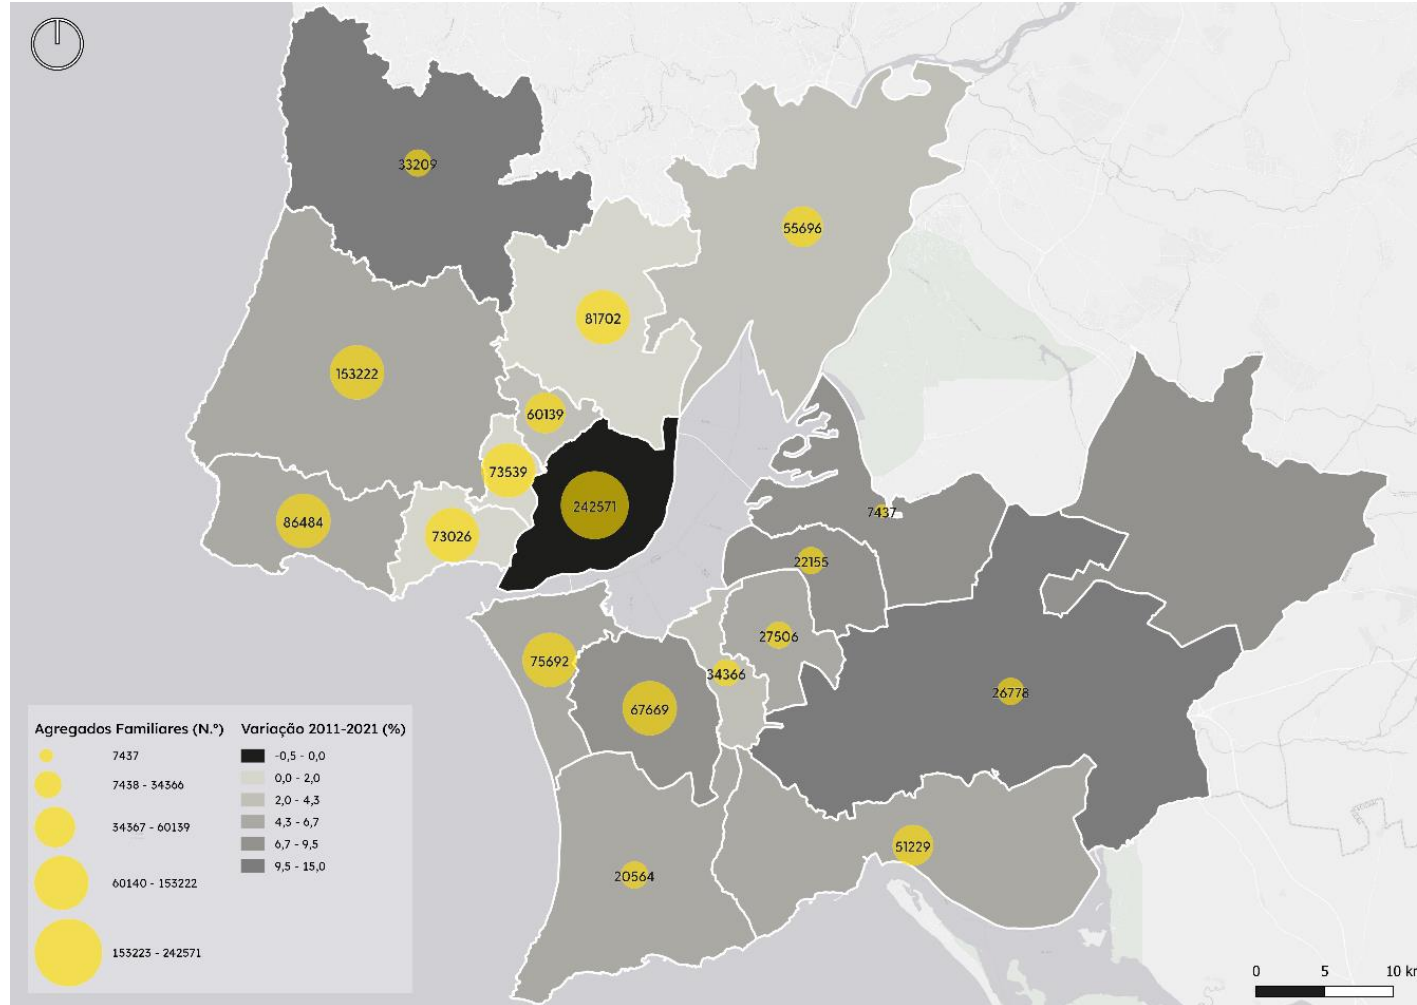 33209
55696
81702
153222
60139
73539
242571
86484
73026
7437
22155
27506
75692
34366
67669
26778
51229
20564
Agregados Familiares (N.º)
7437
7438 - 34366
34367 - 60139
60140 - 153222
153223 - 242571
Variação 2011-2021 (%)
-0,5 - 0,0
0,0 - 2,0
2,0 - 4,3
4,3 - 6,7
6,7 - 9,5
9,5 - 15,0
0 5 10 km